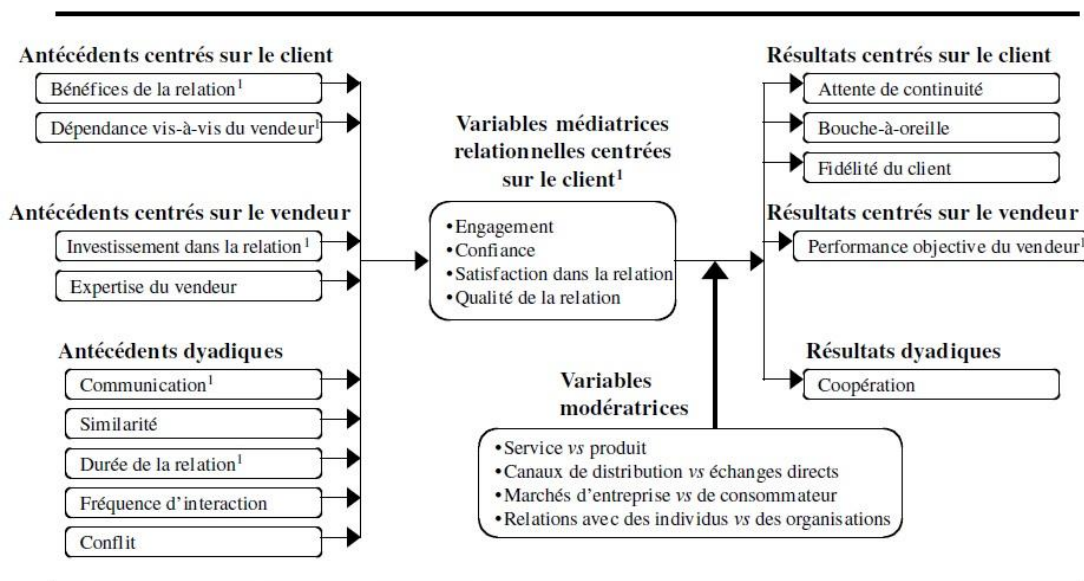 Antécédents centrés sur le client
Bénéfices de la relation¹
Dépendance vis-à-vis du vendeur¹
Antécédents centrés sur le vendeur
Investissement dans la relation¹
Expertise du vendeur
Antécédents dyadiques
Communication¹
Similarité
Durée de la relation¹
Fréquence d'interaction
Conflit
Variables médiatrices
relationnelles centrées
sur le client¹
•Engagement
•Confiance
•Satisfaction dans la relation
•Qualité de la relation
Variables
modératrices
•Service vs produit
•Canaux de distribution vs échanges directs
•Marchés d'entreprise vs de consommateur
•Relations avec des individus vs des organisations
Résultats centrés sur le client
Attente de continuité
Bouche-à-oreille
Fidélité du client
Résultats centrés sur le vendeur
Performance objective du vendeur¹
Résultats dyadiques
Coopération